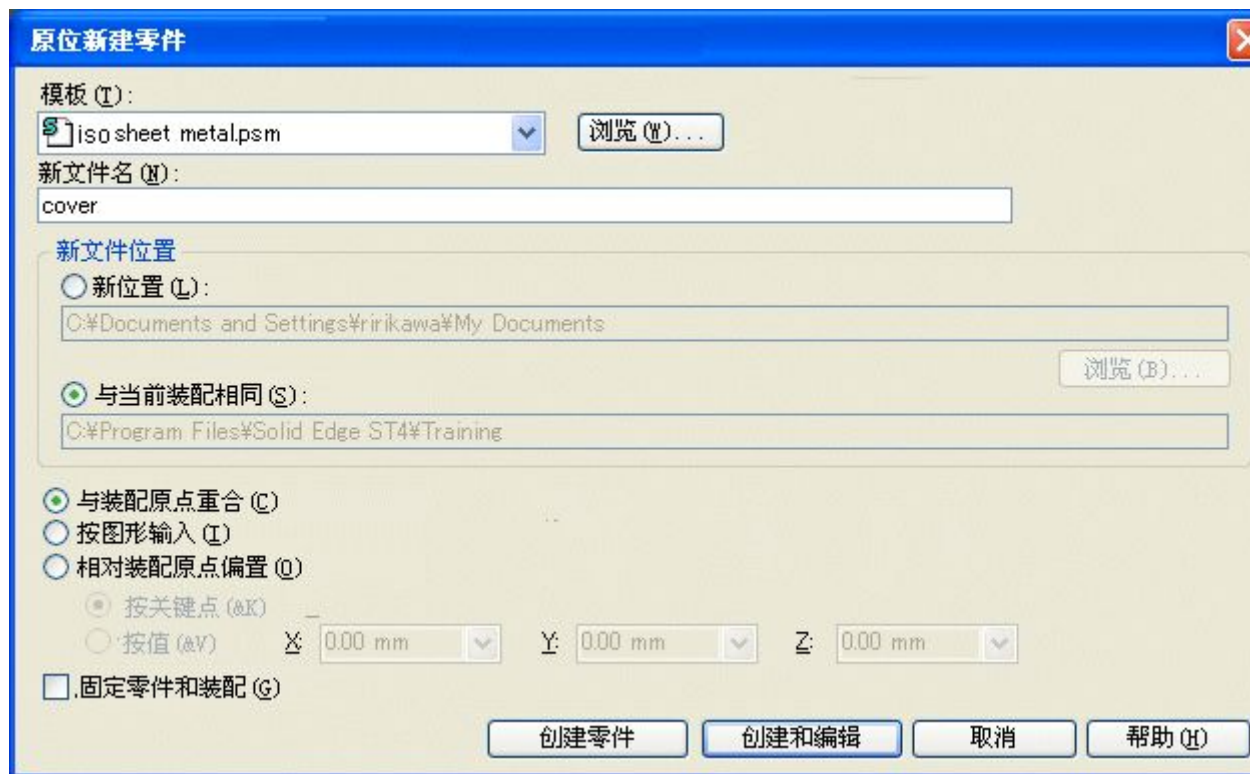 原位新建零件
模板(T):
iso sheet metal.psm 浏览(W)...
新文件名(N):
cover
新文件位置
新位置(L):
C:¥Documents and Settings¥ririkawa¥My Documents
浏览(B)...
与当前装配相同(S):
C:¥Program Files¥Solid Edge ST4¥Training
与装配原点重合(C)
按图形输入(I)
相对装配原点偏置(O)
按关键点(&K)
按值(&V) X: 0.00 mm Y: 0.00 mm Z: 0.00 mm
固定零件和装配(G)
创建零件 创建和编辑 取消 帮助(H)